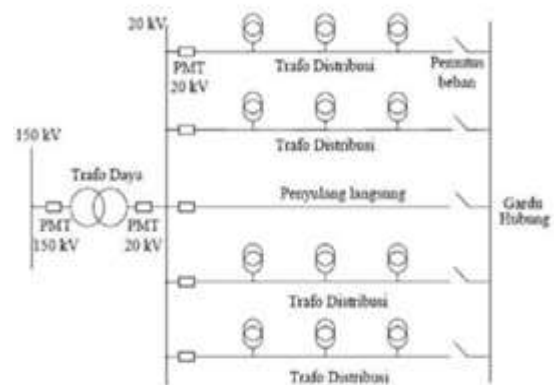 20 kV
PMT
20 kV
Trafo Distribusi
Pemutus
beban
Trafo Distribusi
150 kV
Trafo Daya
PMT
150 kV
PMT
20 kV
Penyulang langsung
Gardu
Hubung
Trafo Distribusi
Trafo Distribusi